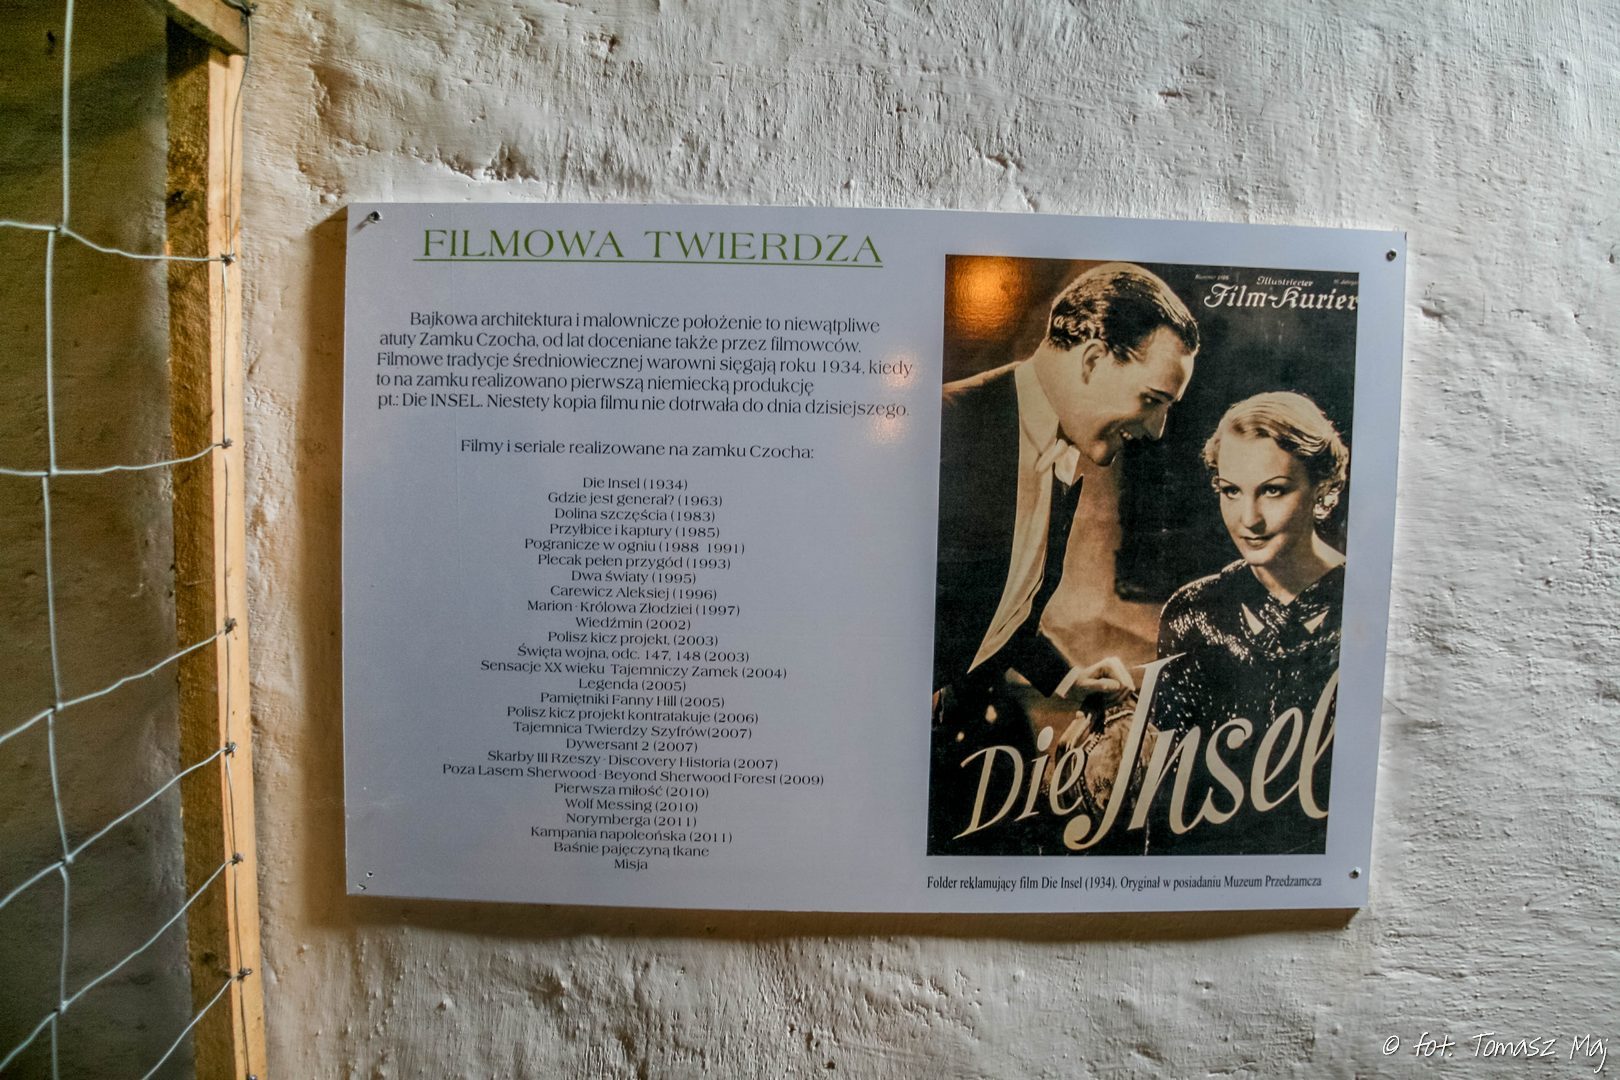 FILMOWA TWIERDZA
Bajkowa architektura i malownicze położenie to niewątpliwe
atuty Zamku Czocha, od lat doceniane także przez filmowców.
Filmowe tradycje średniowiecznej warowni sięgają roku 1934, kiedy
to na zamku realizowano pierwszą niemiecką produkcję
pt.: Die INSEL. Niestety kopia filmu nie dotrwała do dnia dzisiejszego.
Filmy i seriale realizowane na zamku Czocha:
Die Insel (1934)
Gdzie jest generał? (1963)
Dolina szczęścia (1983)
Przyłbice i kaptury (1985)
Pogranicze w ogniu (1988 1991)
Plecak pełen przygód (1993)
Dwa światy (1995)
Carewicz Aleksiej (1996)
Marion - Królowa Złodziei (1997)
Wiedźmin (2002)
Polisz kicz projekt, (2003)
Święta wojna, odc. 147, 148 (2003)
Sensacje XX wieku Tajemniczy Zamek (2004)
Legenda (2005)
Pamiętniki Fanny Hill (2005)
Polisz kicz projekt kontratakuje (2006)
Tajemnica Twierdzy Szyfrów(2007)
Dywersant 2 (2007)
Skarby III Rzeszy - Discovery Historia (2007)
Poza Lasem Sherwood - Beyond Sherwood Forest (2009)
Pierwsza miłość (2010)
Wolf Messing (2010)
Norymberga (2011)
Kampania napoleońska (2011)
Baśnie pajęczyną tkane
Misja
Illustrierter
Film-Kurier
Die Insel
Folder reklamujący film Die Insel (1934). Oryginał w posiadaniu Muzeum Przedzamcza
© fot. Tomasz Maj